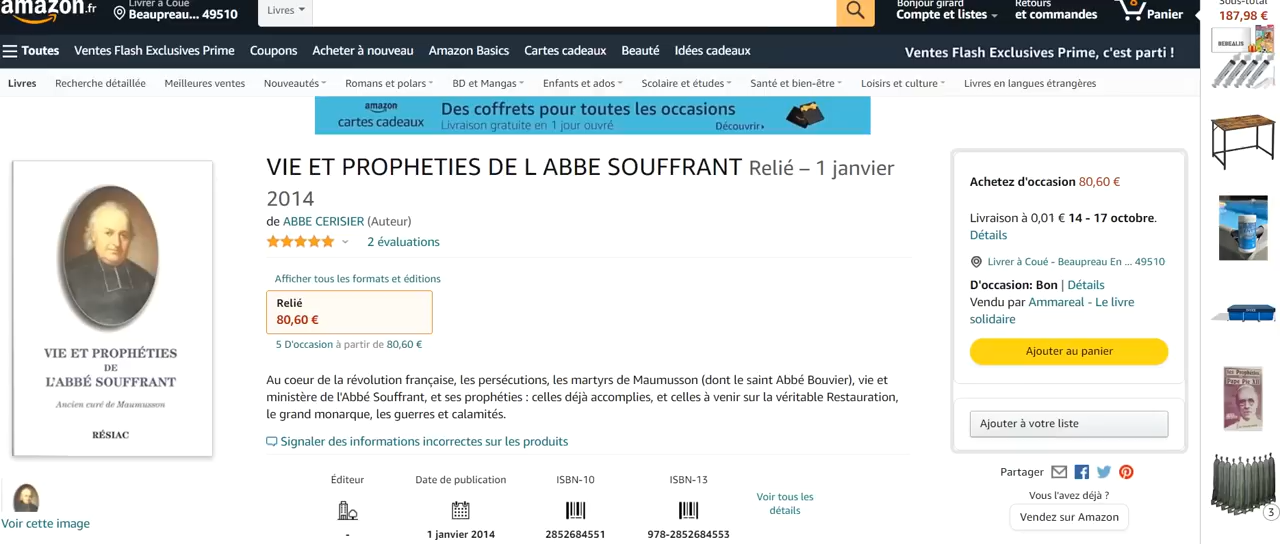 amazon.fr
Livrer à Coué
Beaupreau... 49510
Livres
Bonjour girard
Compte et listes
Retours
et commandes
Panier
Sous-total
187,98 €
Toutes
Ventes Flash Exclusives Prime
Coupons
Acheter à nouveau
Amazon Basics
Cartes cadeaux
Beauté
Idées cadeaux
Ventes Flash Exclusives Prime, c'est parti !
Livres
Recherche détaillée
Meilleures ventes
Nouveautés
Romans et polars
BD et Mangas
Enfants et ados
Scolaire et études
Santé et bien-être
Loisirs et culture
Livres en langues étrangères
amazon
cartes cadeaux
Des coffrets pour toutes les occasions
Livraison gratuite en 1 jour ouvré
Découvrir
VIE ET PROPHÉTIES
DE
L'ABBÉ SOUFFRANT
Ancien curé de Maumusson
RÉSIAC
Voir cette image
VIE ET PROPHETIES DE L ABBE SOUFFRANT Relié – 1 janvier
2014
de ABBE CERISIER (Auteur)
2 évaluations
Afficher tous les formats et éditions
Relié
80,60 €
5 D'occasion à partir de 80,60 €
Au coeur de la révolution française, les persécutions, les martyrs de Maumusson (dont le saint Abbé Bouvier), vie et
ministère de l'Abbé Souffrant, et ses prophéties : celles déjà accomplies, et celles à venir sur la véritable Restauration,
le grand monarque, les guerres et calamités.
Signaler des informations incorrectes sur les produits
Éditeur
-
Date de publication
1 janvier 2014
ISBN-10
2852684551
ISBN-13
978-2852684553
Voir tous les
détails
Achetez d'occasion 80,60 €
Livraison à 0,01 € 14 - 17 octobre.
Détails
Livrer à Coué - Beaupreau En ... 49510
D'occasion: Bon | Détails
Vendu par Ammareal - Le livre
solidaire
Ajouter au panier
Ajouter à votre liste
Partager
Vous l'avez déjà ?
Vendez sur Amazon
3